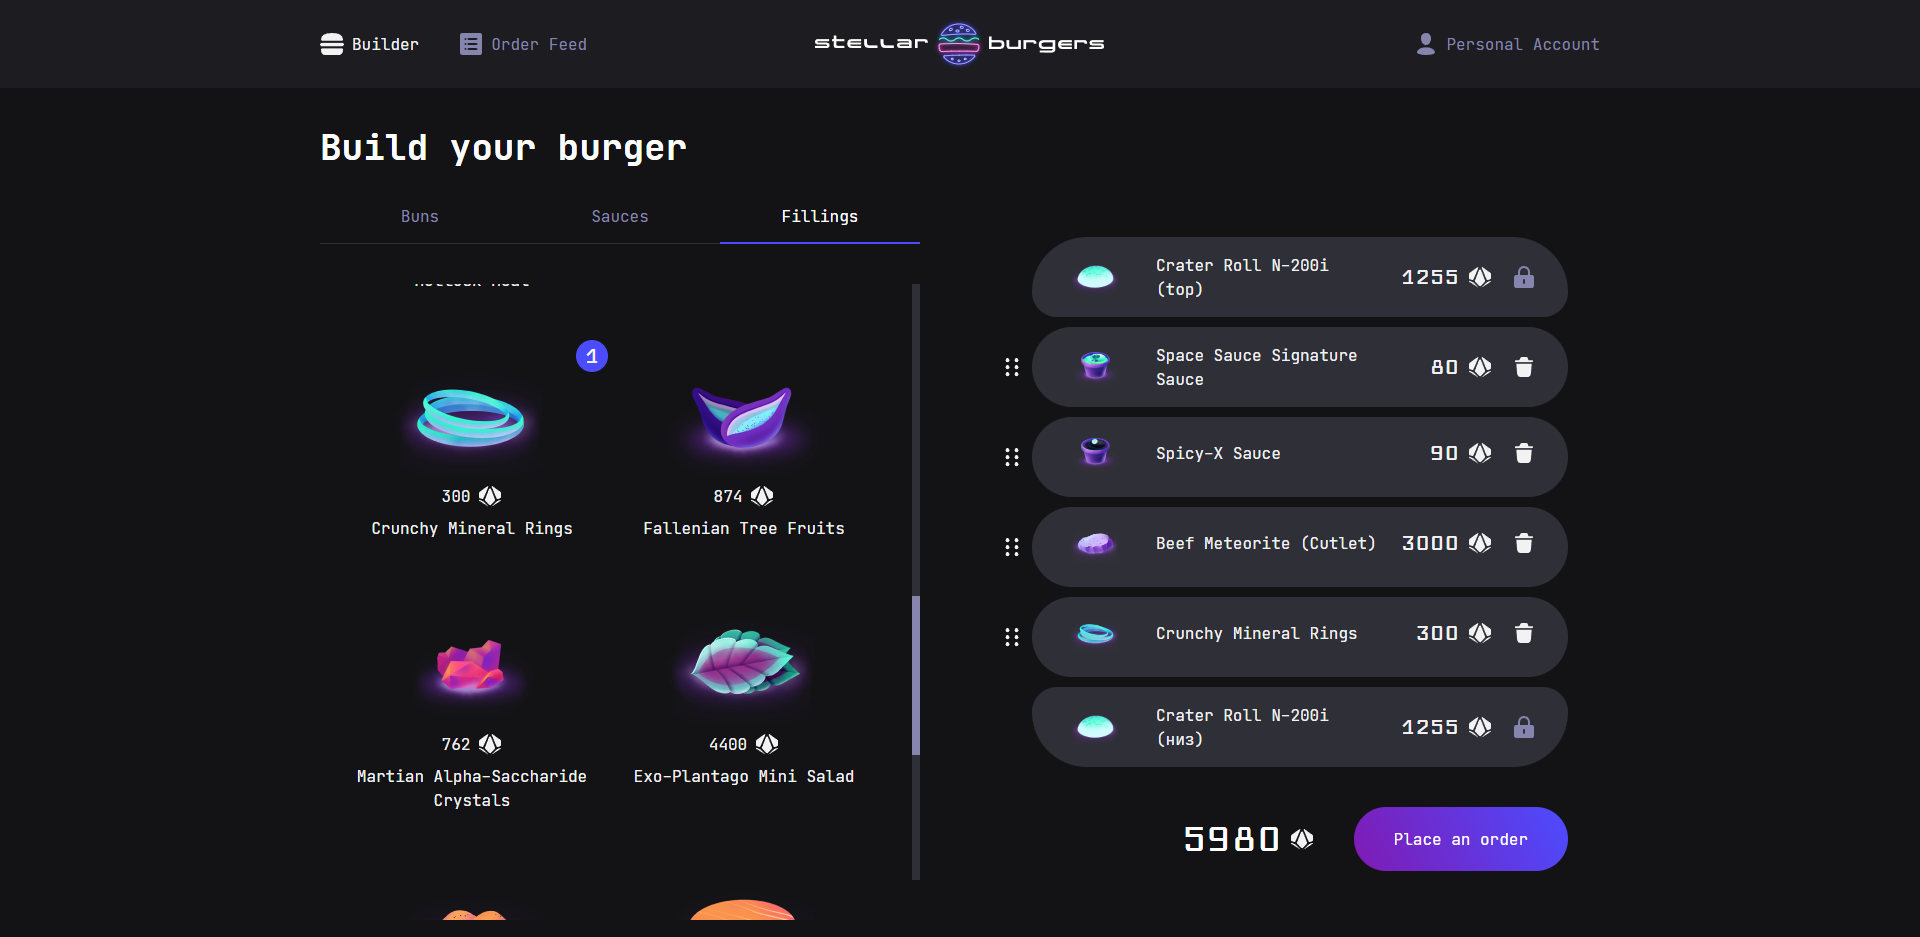 Builder
Order Feed
stellar burgers
Personal Account
Build your burger
Buns
Sauces
Fillings
1
300
Crunchy Mineral Rings
874
Fallenian Tree Fruits
762
Martian Alpha-Saccharide
Crystals
4400
Exo-Plantago Mini Salad
Crater Roll N-200i
(top)
1255
Space Sauce Signature
Sauce
80
Spicy-X Sauce
90
Beef Meteorite (Cutlet)
3000
Crunchy Mineral Rings
300
Crater Roll N-200i
(низ)
1255
5980
Place an order